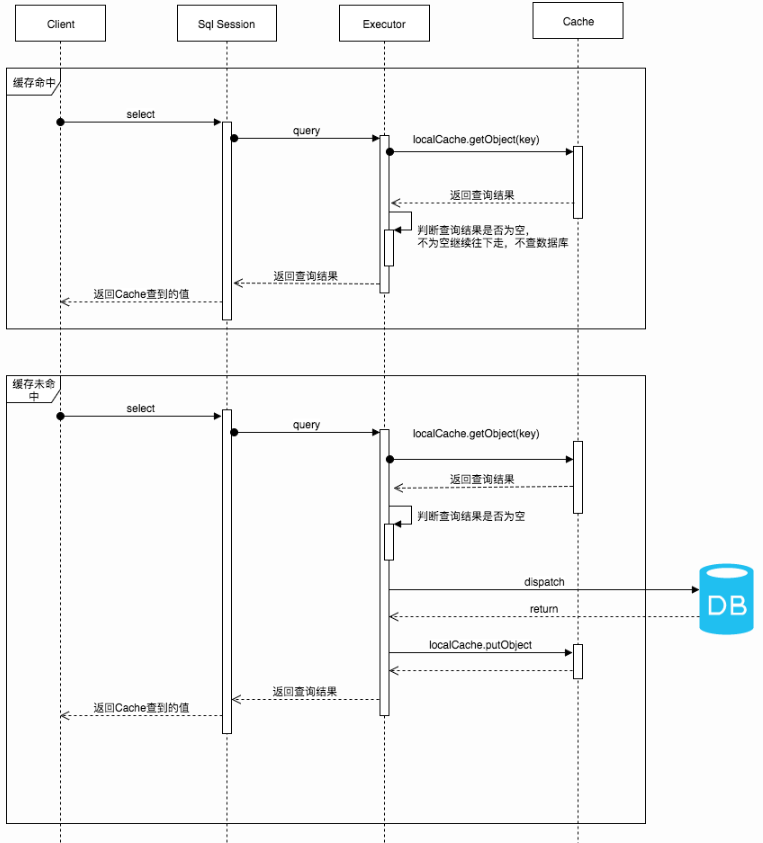 Client
Sql Session
Executor
Cache
缓存命中
select
query
localCache.getObject(key)
返回查询结果
判断查询结果是否为空，
不为空继续往下走，不查数据库
返回查询结果
返回Cache查到的值
缓存未命
中
select
query
localCache.getObject(key)
返回查询结果
判断查询结果是否为空
dispatch
DB
return
localCache.putObject
返回查询结果
返回Cache查到的值